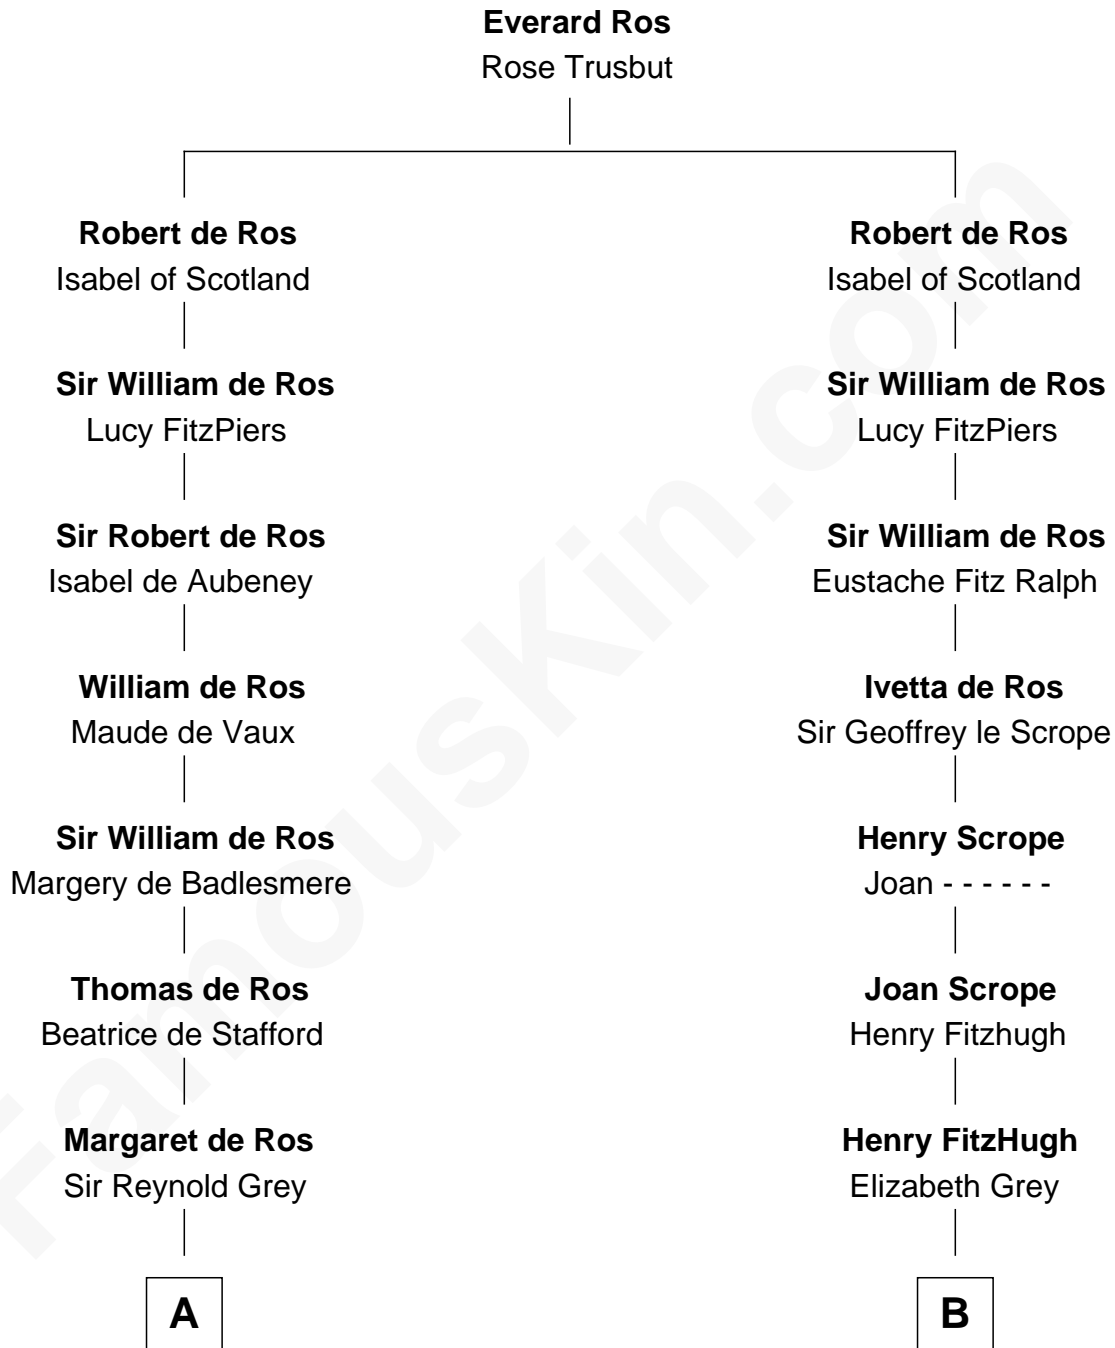 Everard Ros
Rose Trusbut
Robert de Ros
Isabel of Scotland
Robert de Ros
Isabel of Scotland
Sir William de Ros
Lucy FitzPiers
Sir William de Ros
Lucy FitzPiers
Sir Robert de Ros
Isabel de Aubeney
Sir William de Ros
Eustache Fitz Ralph
William de Ros
Maude de Vaux
Ivetta de Ros
Sir Geoffrey le Scrope
Sir William de Ros
Margery de Badlesmere
Henry Scrope
Joan - - - - - -
Thomas de Ros
Beatrice de Stafford
Joan Scrope
Henry Fitzhugh
Margaret de Ros
Sir Reynold Grey
Henry FitzHugh
Elizabeth Grey
A
B
FamousKin.com